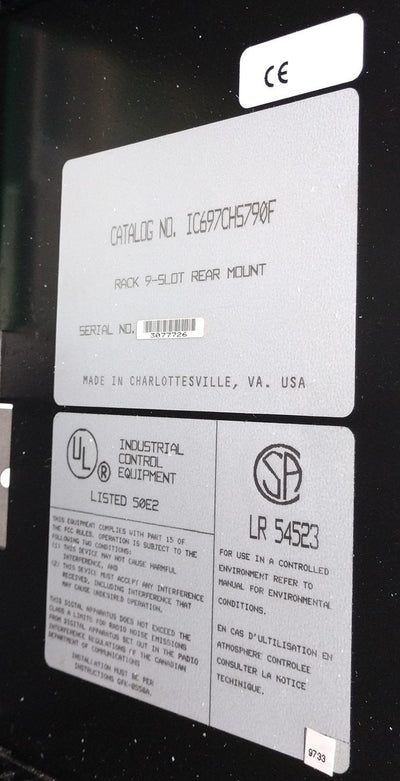 CE
CATALOG NO. IC697CHS790F
RACK 9-SLOT REAR MOUNT
SERIAL NO. 3077726
MADE IN CHARLOTTESVILLE, VA. USA
UL ®
INDUSTRIAL
CONTROL
EQUIPMENT
LISTED 50E2
THIS EQUIPMENT COMPLIES WITH PART 15 OF
THE FCC RULES. OPERATION IS SUBJECT TO THE
FOLLOWING TWO CONDITIONS:
(1) THIS DEVICE MAY NOT CAUSE HARMFUL
INTERFERENCE, AND
(2) THIS DEVICE MUST ACCEPT ANY INTERFERENCE
RECEIVED, INCLUDING INTERFERENCE THAT
MAY CAUSE UNDESIRED OPERATION.
THIS DIGITAL APPARATUS DOES NOT EXCEED THE
CLASS A LIMITS FOR RADIO NOISE EMISSIONS
FROM DIGITAL APPARATUS SET OUT IN THE RADIO
INTERFERENCE REGULATIONS OF THE CANADIAN
DEPARTMENT OF COMMUNICATIONS
INSTALLATION MUST BE PER
INSTRUCTIONS GFK-0556A.
SA
LR 54523
FOR USE IN A CONTROLLED
ENVIRONMENT REFER TO
MANUAL FOR ENVIRONMENTAL
CONDITIONS.
EN CAS D'UTILISATION EN
ATMOSPHERE CONTROLEE
CONSULTER LA NOTICE
TECHINIQUE.
9733